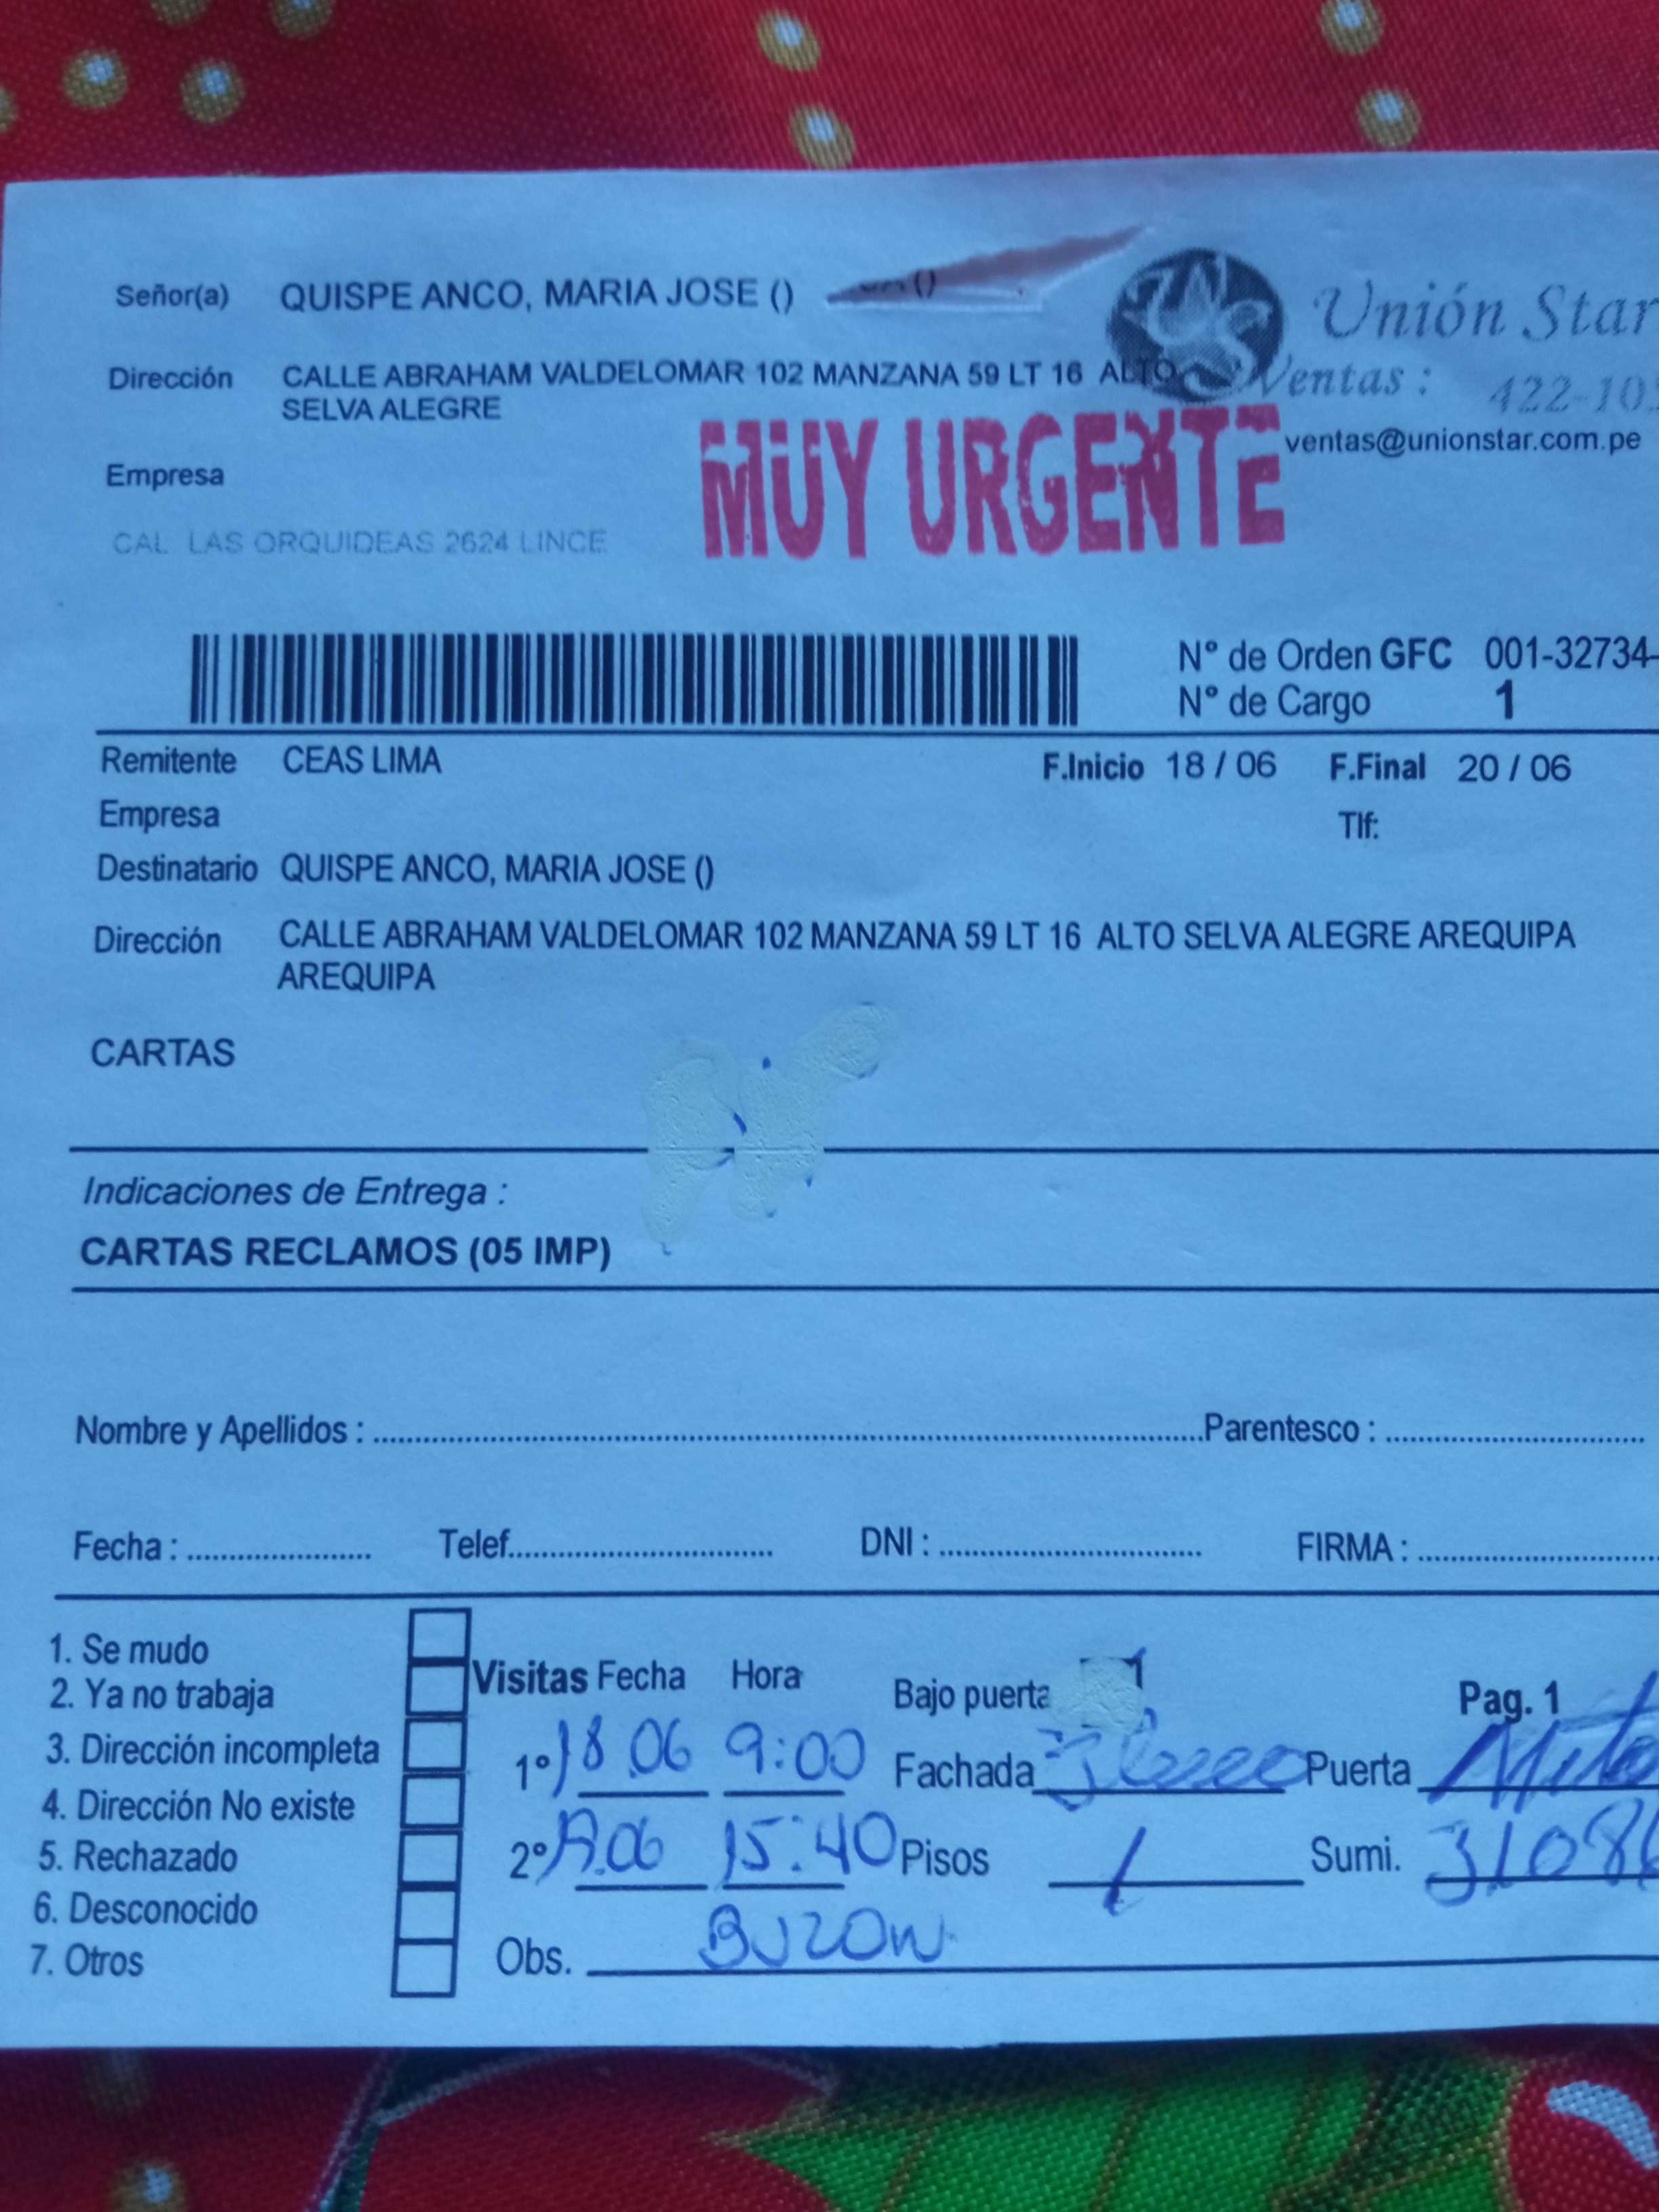 Señor(a) QUISPE ANCO, MARIA JOSE () ()
Unión Star
Dirección CALLE ABRAHAM VALDELOMAR 102 MANZANA 59 LT 16 ALTO
SELVA ALEGRE
Ventas : 422-10
ventas@unionstar.com.pe
MUY URGENTE
Empresa
CAL LAS ORQUIDEAS 2624 LINCE
N° de Orden GFC 001-32734-
N° de Cargo 1
Remitente CEAS LIMA F.Inicio 18 / 06 F.Final 20 / 06
Empresa Tlf:
Destinatario QUISPE ANCO, MARIA JOSE ()
Dirección CALLE ABRAHAM VALDELOMAR 102 MANZANA 59 LT 16 ALTO SELVA ALEGRE AREQUIPA
AREQUIPA
CARTAS
Indicaciones de Entrega :
CARTAS RECLAMOS (05 IMP)
Nombre y Apellidos : Parentesco :
Fecha : Telef. DNI : FIRMA :
1. Se mudo
2. Ya no trabaja
3. Dirección incompleta
4. Dirección No existe
5. Rechazado
6. Desconocido
7. Otros
Visitas Fecha Hora Bajo puerta Pag. 1
1° 18.06 9:00 Fachada Puerta
2° 19.06 15:40 Pisos 1 Sumi. 3108
Obs. BUZON